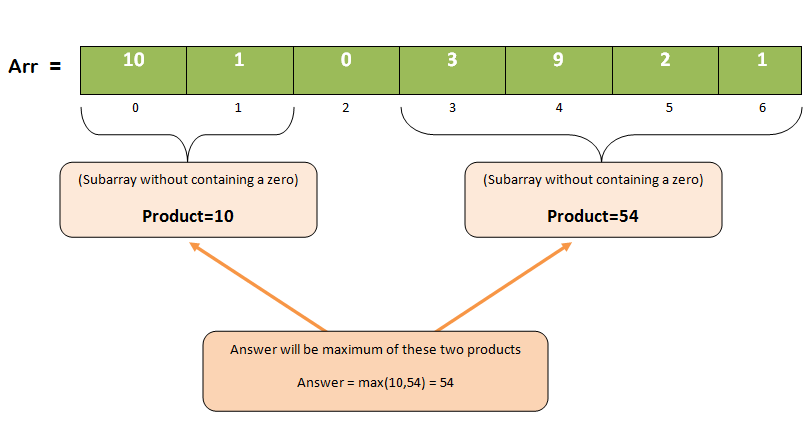 Arr = 10 1 0 3 9 2 1
0 1 2 3 4 5 6
(Subarray without containing a zero)
Product=10
(Subarray without containing a zero)
Product=54
Answer will be maximum of these two products
Answer = max(10,54) = 54